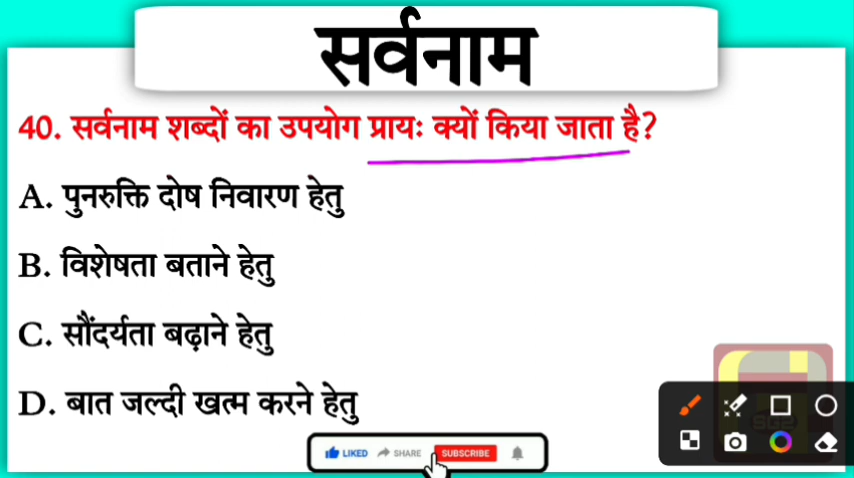 सर्वनाम
40. सर्वनाम शब्दों का उपयोग प्रायः क्यों किया जाता है?
A. पुनरुक्ति दोष निवारण हेतु
B. विशेषता बताने हेतु
C. सौंदर्यता बढ़ाने हेतु
D. बात जल्दी खत्म करने हेतु
LIKED SHARE SUBSCRIBE